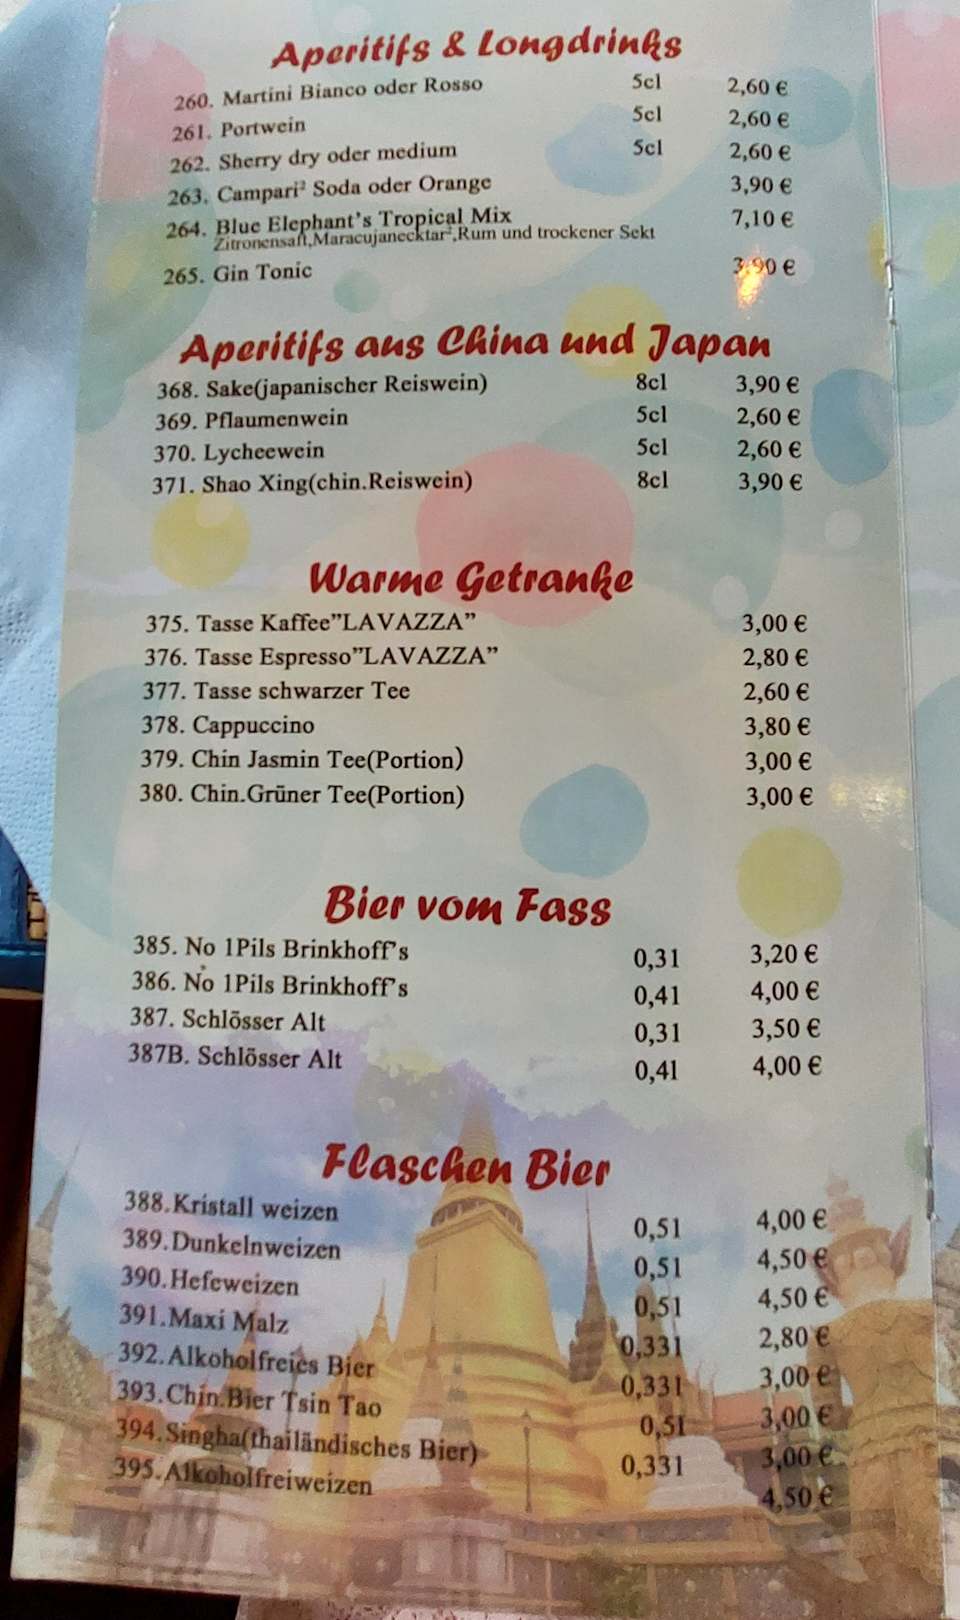 Aperitifs & Longdrinks
260. Martini Bianco oder Rosso 5cl 2,60 €
261. Portwein 5cl 2,60 €
262. Sherry dry oder medium 5cl 2,60 €
263. Campari² Soda oder Orange 3,90 €
264. Blue Elephant's Tropical Mix 7,10 €
Zitronensaft,Maracujanecktar²,Rum und trockener Sekt
265. Gin Tonic 3,90 €
Aperitifs aus China und Japan
368. Sake(japanischer Reiswein) 8cl 3,90 €
369. Pflaumenwein 5cl 2,60 €
370. Lycheewein 5cl 2,60 €
371. Shao Xing(chin.Reiswein) 8cl 3,90 €
Warme Getranke
375. Tasse Kaffee"LAVAZZA" 3,00 €
376. Tasse Espresso"LAVAZZA" 2,80 €
377. Tasse schwarzer Tee 2,60 €
378. Cappuccino 3,80 €
379. Chin Jasmin Tee(Portion) 3,00 €
380. Chin.Grüner Tee(Portion) 3,00 €
Bier vom Fass
385. No 1Pils Brinkhoff's 0,3l 3,20 €
386. No 1Pils Brinkhoff's 0,4l 4,00 €
387. Schlösser Alt 0,3l 3,50 €
387B. Schlösser Alt 0,4l 4,00 €
Flaschen Bier
388.Kristall weizen 0,5l 4,00 €
389.Dunkelnweizen 0,5l 4,50 €
390.Hefeweizen 0,5l 4,50 €
391.Maxi Malz 0,33l 2,80 €
392.Alkoholfreies Bier 0,33l 3,00 €
393.Chin.Bier Tsin Tao 0,5l 3,00 €
394.Singha(thailändisches Bier) 0,33l 3,00 €
395.Alkoholfreiweizen 4,50 €